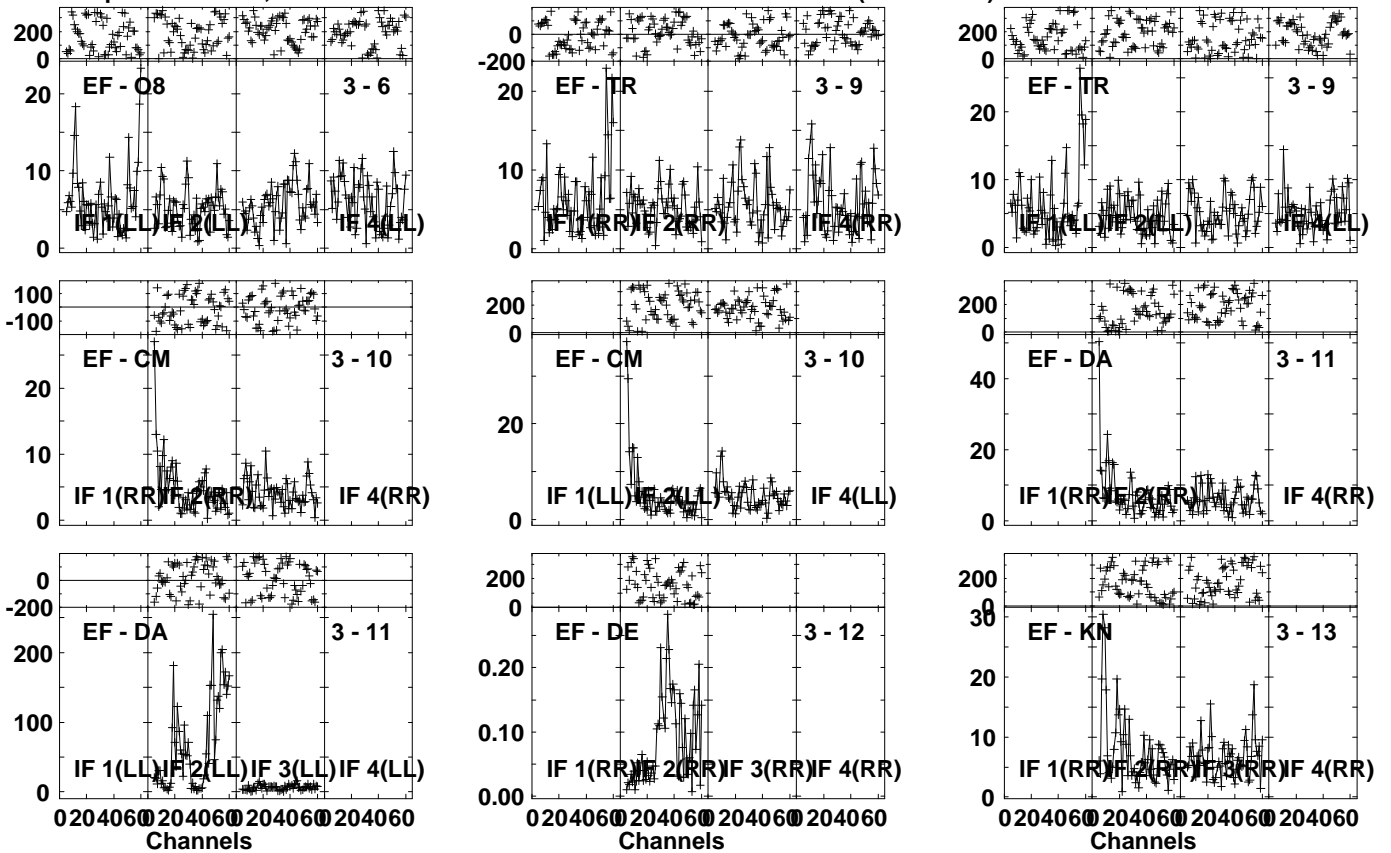 200
0
0
-200
200
0
EF - O8
3 - 6
20
10
0
IF 1(LL)
IF 2(LL)
IF 4(LL)
EF - TR
3 - 9
20
10
0
IF 1(RR)
IF 2(RR)
IF 4(RR)
EF - TR
3 - 9
20
10
0
IF 1(LL)
IF 2(LL)
IF 4(LL)
100
-100
200
0
200
0
EF - CM
3 - 10
20
10
0
IF 1(RR)
IF 2(RR)
IF 4(RR)
EF - CM
3 - 10
20
0
IF 1(LL)
IF 2(LL)
IF 4(LL)
EF - DA
3 - 11
40
20
0
IF 1(RR)
IF 2(RR)
IF 4(RR)
0
-200
200
0
200
0
EF - DA
3 - 11
200
100
0
IF 1(LL)
IF 2(LL)
IF 3(LL)
IF 4(LL)
EF - DE
3 - 12
0.20
0.10
0.00
IF 1(RR)
IF 2(RR)
IF 3(RR)
IF 4(RR)
EF - KN
3 - 13
30
20
10
0
IF 1(RR)
IF 2(RR)
IF 3(RR)
IF 4(RR)
0 20 40 60 0 20 40 60 0 20 40 60 0 20 40 60
Channels
0 20 40 60 0 20 40 60 0 20 40 60 0 20 40 60
Channels
0 20 40 60 0 20 40 60 0 20 40 60 0 20 40 60
Channels